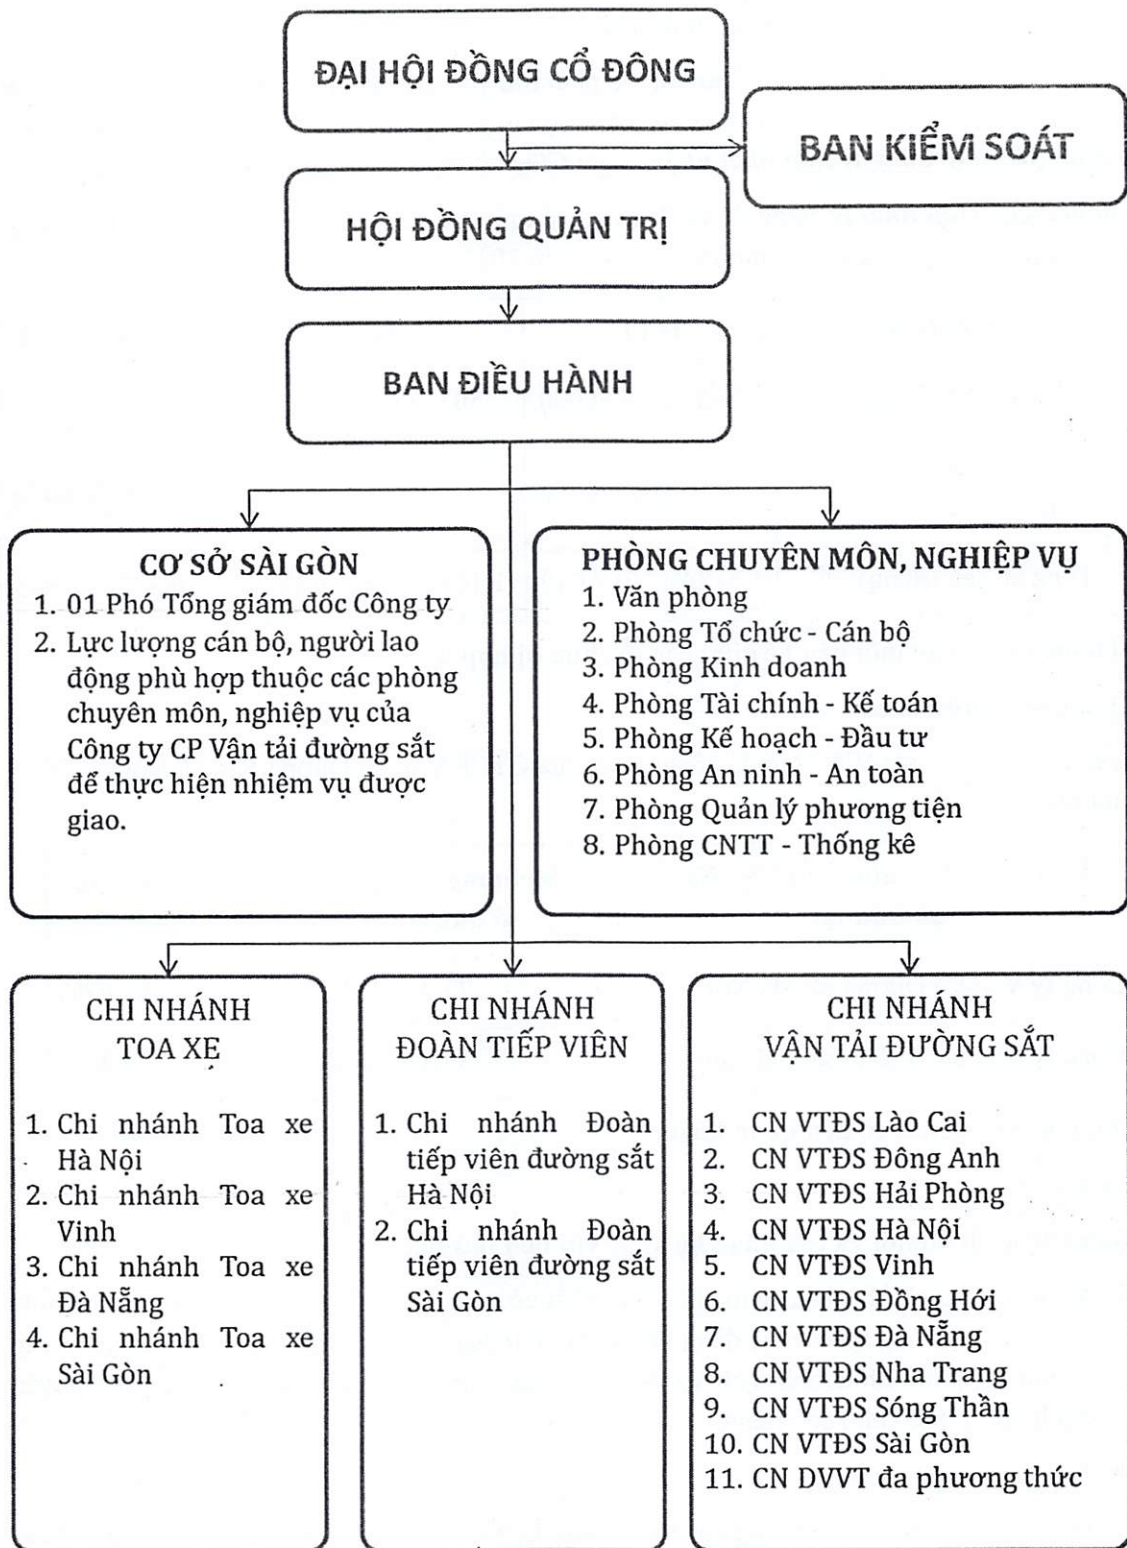 ĐẠI HỘI ĐỒNG CỔ ĐÔNG
BAN KIỂM SOÁT
HỘI ĐỒNG QUẢN TRỊ
BAN ĐIỀU HÀNH
CƠ SỞ SÀI GÒN
1. 01 Phó Tổng giám đốc Công ty
2. Lực lượng cán bộ, người lao
động phù hợp thuộc các phòng
chuyên môn, nghiệp vụ của
Công ty CP Vận tải đường sắt
để thực hiện nhiệm vụ được
giao.
PHÒNG CHUYÊN MÔN, NGHIỆP VỤ
1. Văn phòng
2. Phòng Tổ chức - Cán bộ
3. Phòng Kinh doanh
4. Phòng Tài chính - Kế toán
5. Phòng Kế hoạch - Đầu tư
6. Phòng An ninh - An toàn
7. Phòng Quản lý phương tiện
8. Phòng CNTT - Thống kê
CHI NHÁNH
TOA XE
1. Chi nhánh Toa xe
Hà Nội
2. Chi nhánh Toa xe
Vinh
3. Chi nhánh Toa xe
Đà Nẵng
4. Chi nhánh Toa xe
Sài Gòn
CHI NHÁNH
ĐOÀN TIẾP VIÊN
1. Chi nhánh Đoàn
tiếp viên đường sắt
Hà Nội
2. Chi nhánh Đoàn
tiếp viên đường sắt
Sài Gòn
CHI NHÁNH
VẬN TẢI ĐƯỜNG SẮT
1. CN VTĐS Lào Cai
2. CN VTĐS Đông Anh
3. CN VTĐS Hải Phòng
4. CN VTĐS Hà Nội
5. CN VTĐS Vinh
6. CN VTĐS Đồng Hới
7. CN VTĐS Đà Nẵng
8. CN VTĐS Nha Trang
9. CN VTĐS Sóng Thần
10. CN VTĐS Sài Gòn
11. CN DVVT đa phương thức